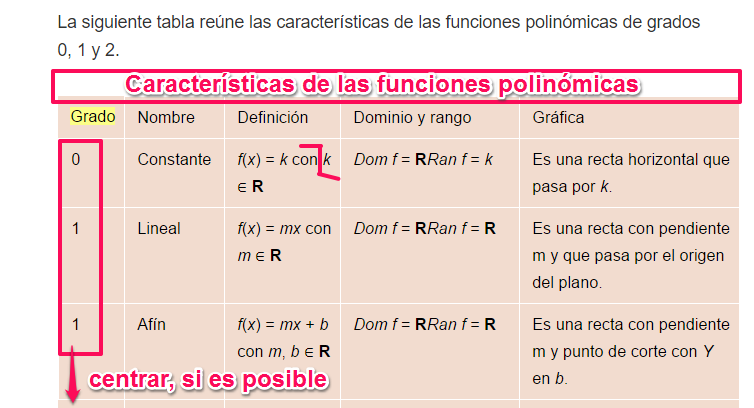 La siguiente tabla reúne las características de las funciones polinómicas de grados
0, 1 y 2.
Características de las funciones polinómicas
Grado Nombre Definición Dominio y rango Gráfica
0 Constante f(x) = k con k Dom f = RRan f = k Es una recta horizontal que
∈ R pasa por k.
1 Lineal f(x) = mx con Dom f = RRan f = R Es una recta con pendiente
m ∈ R m y que pasa por el origen
del plano.
1 Afín f(x) = mx + b Dom f = RRan f = R Es una recta con pendiente
con m, b ∈ R m y punto de corte con Y
en b.
centrar, si es posible